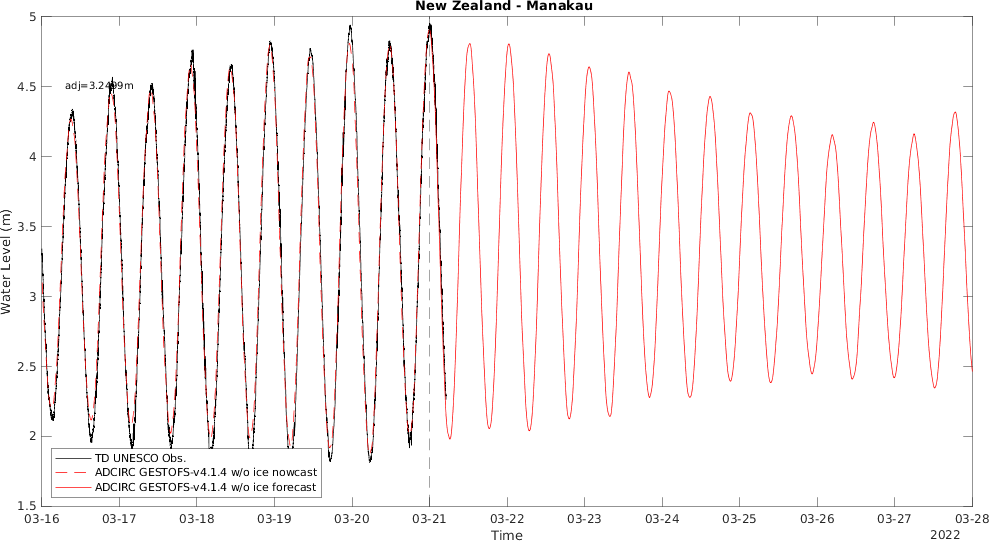 New Zealand - Manakau
5
4.5
4
3.5
3
2.5
2
1.5
Water Level (m)
adj=3.2499m
TD UNESCO Obs.
ADCIRC GESTOFS-v4.1.4 w/o ice nowcast
ADCIRC GESTOFS-v4.1.4 w/o ice forecast
03-16 03-17 03-18 03-19 03-20 03-21 03-22 03-23 03-24 03-25 03-26 03-27 03-28
Time
2022